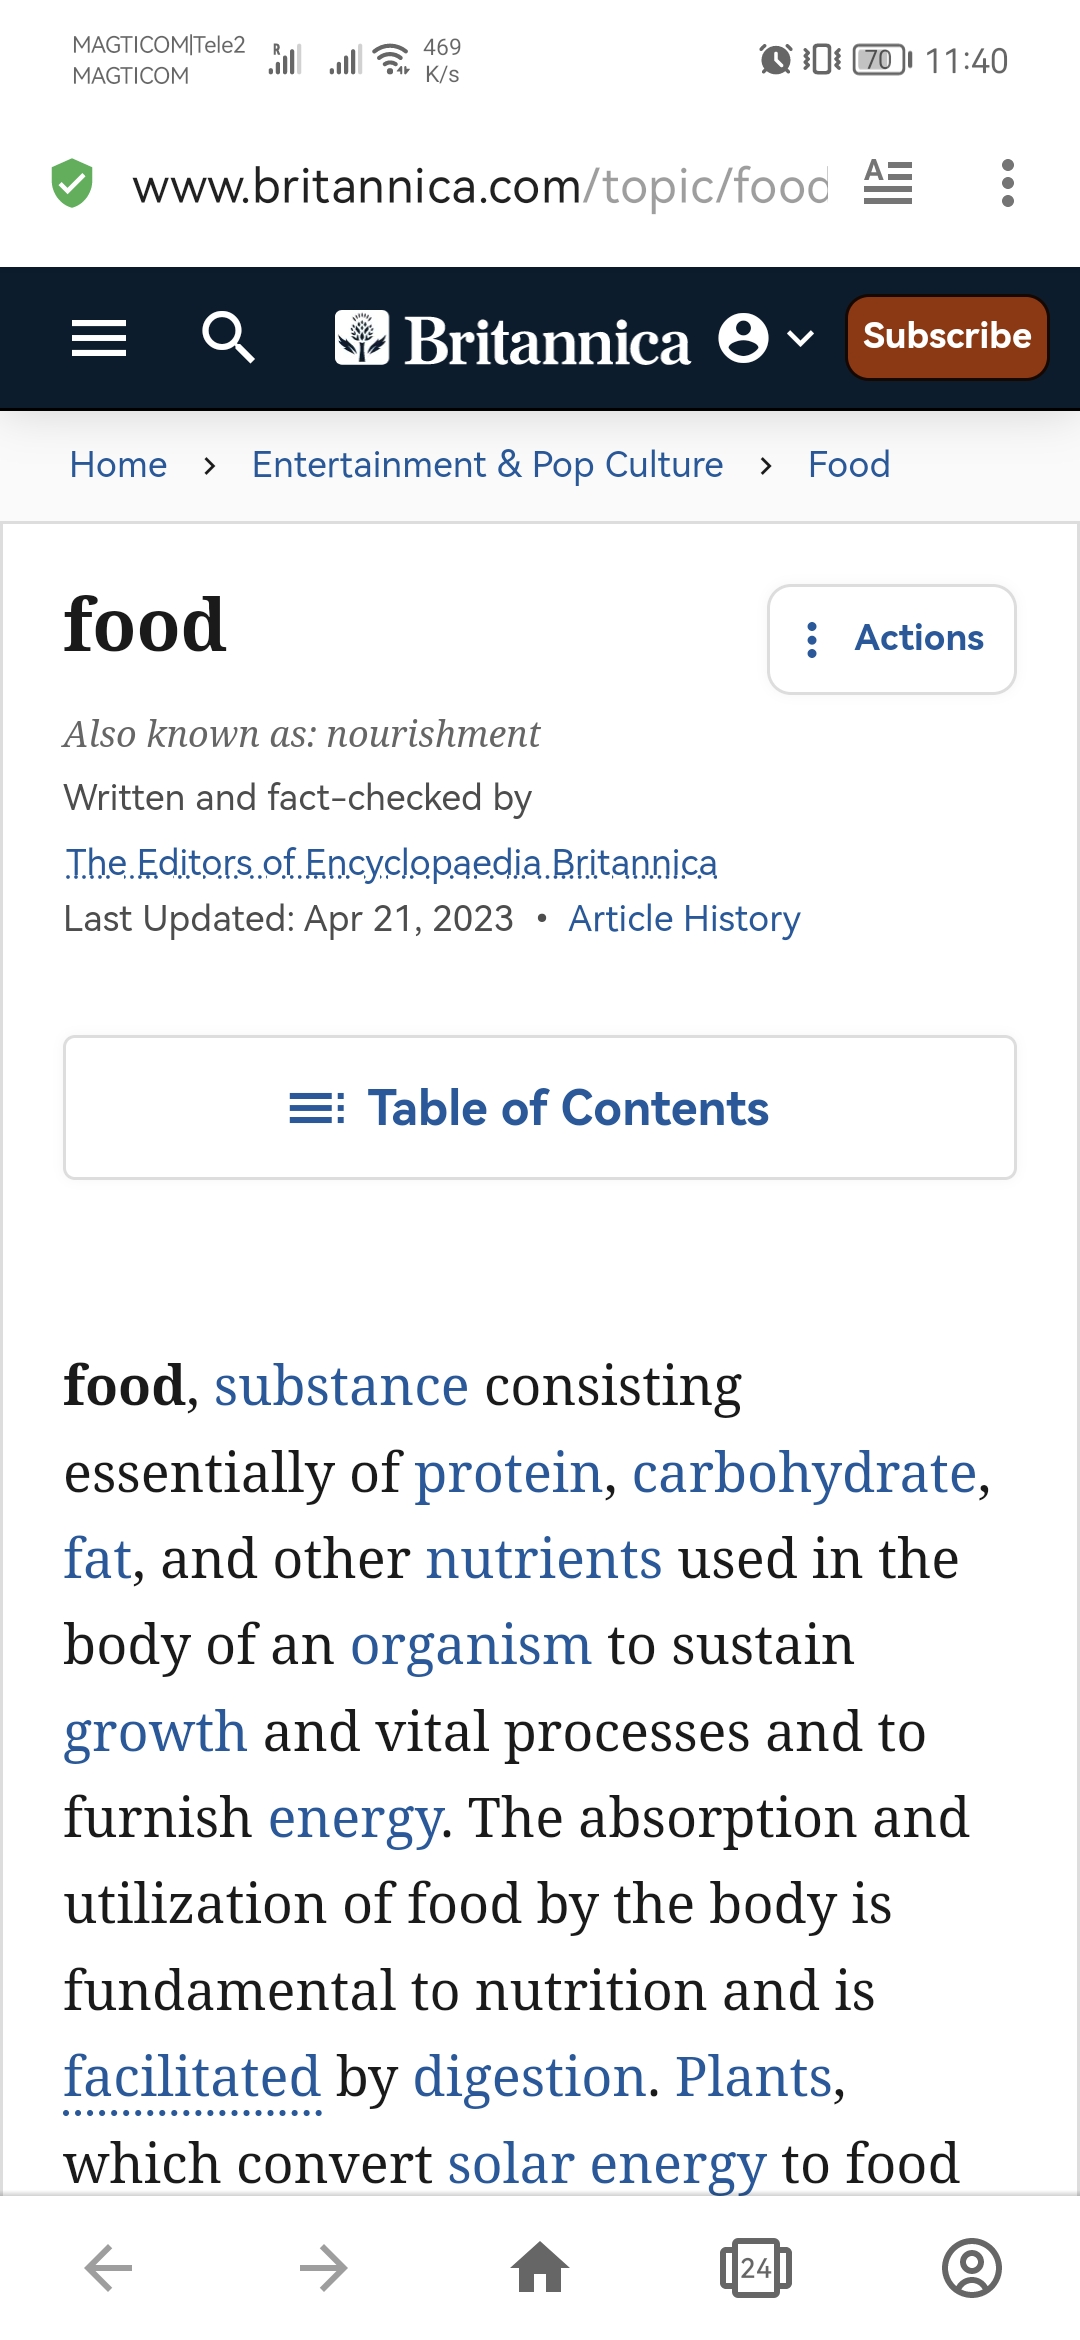 MAGTICOM|Tele2
MAGTICOM
R
469
K/s
70
11:40
www.britannica.com/topic/food
Britannica
Subscribe
Home > Entertainment & Pop Culture > Food
food
Actions
Also known as: nourishment
Written and fact-checked by
The Editors of Encyclopaedia Britannica
Last Updated: Apr 21, 2023 • Article History
Table of Contents
food, substance consisting
essentially of protein, carbohydrate,
fat, and other nutrients used in the
body of an organism to sustain
growth and vital processes and to
furnish energy. The absorption and
utilization of food by the body is
fundamental to nutrition and is
facilitated by digestion. Plants,
which convert solar energy to food
24